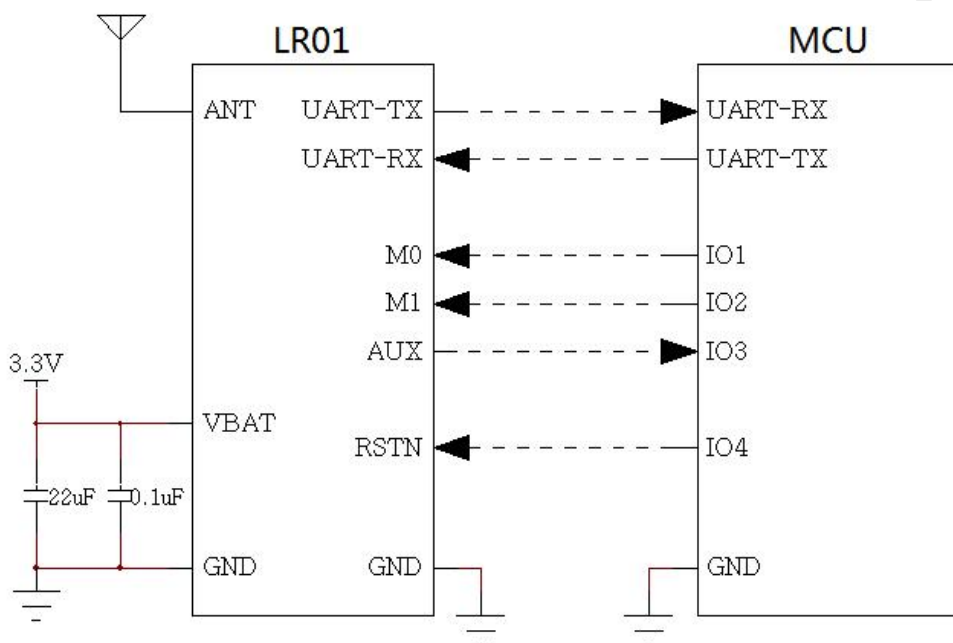 LR01 MCU
ANT UART-TX UART-RX
UART-RX UART-TX
M0 IO1
M1 IO2
AUX IO3
3.3V
VBAT
RSTN IO4
22uF 0.1uF
GND GND GND